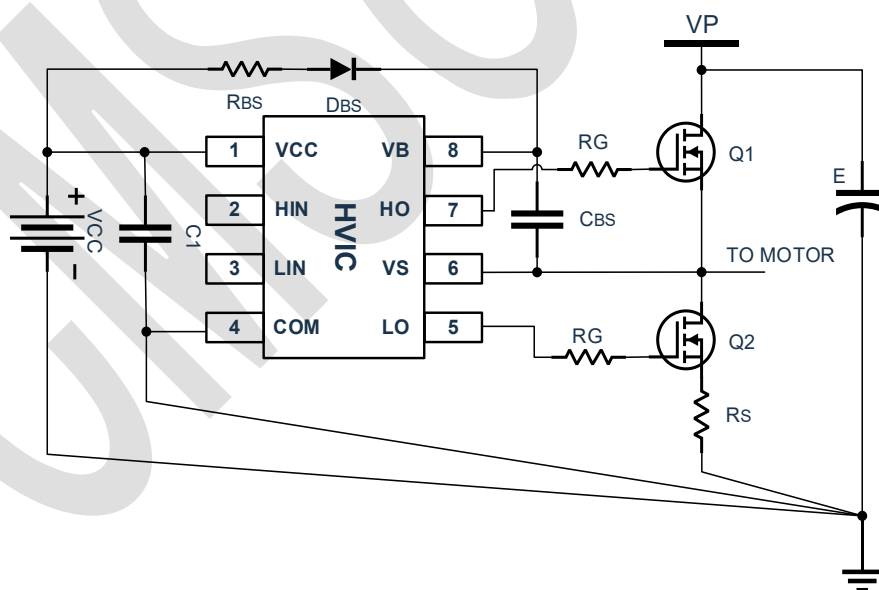 VP
RBS
DBS
1 VCC VB 8
RG
Q1
E
+
VCC
-
C1
2 HIN HO 7
HVIC
CBS
3 LIN VS 6
TO MOTOR
4 COM LO 5
RG
Q2
RS